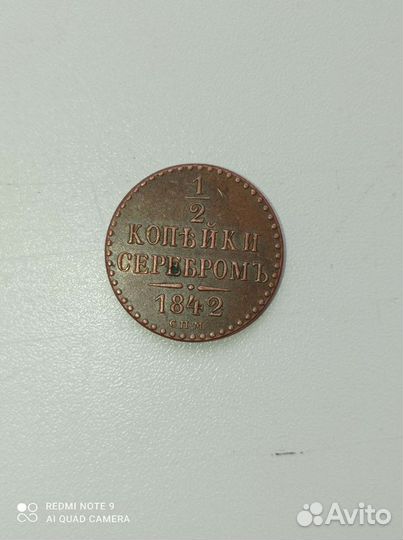 1
2
КОПѢЙКИ
СЕРЕБРОМЪ
1842
СПМ
REDMI NOTE 9
AI QUAD CAMERA
Avito